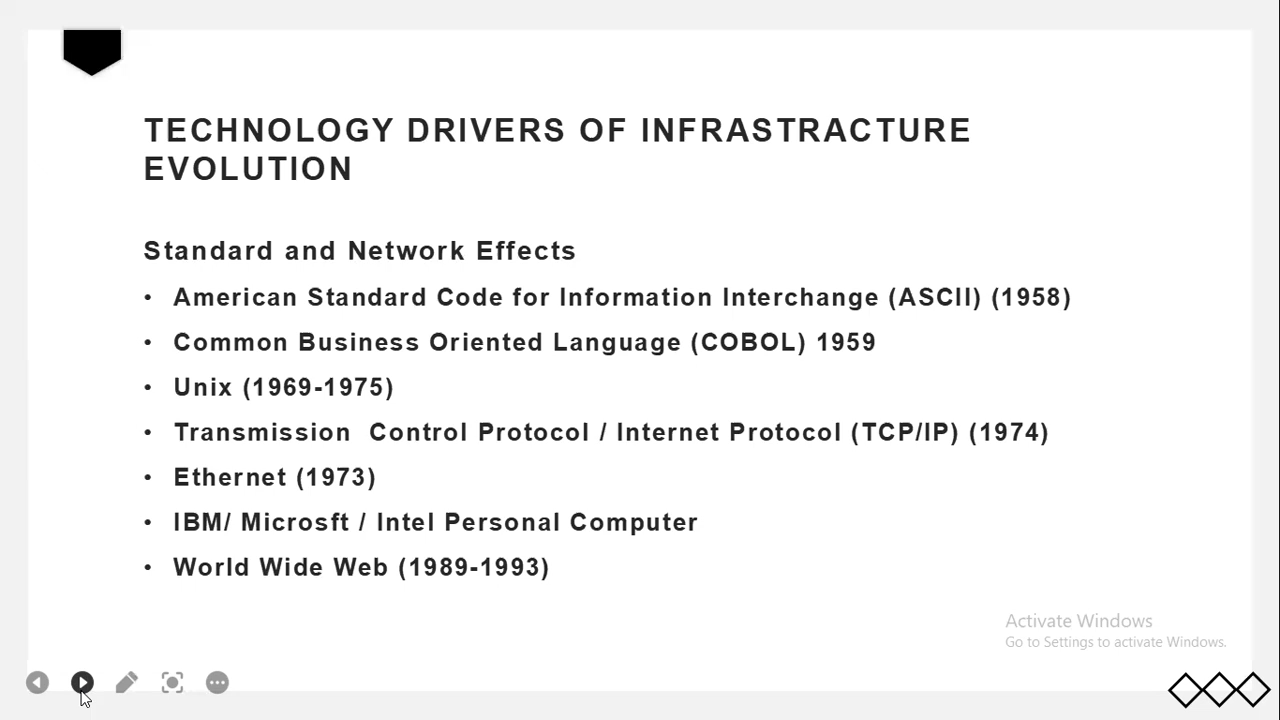 TECHNOLOGY DRIVERS OF INFRASTRACTURE
EVOLUTION
Standard and Network Effects
• American Standard Code for Information Interchange (ASCII) (1958)
• Common Business Oriented Language (COBOL) 1959
• Unix (1969-1975)
• Transmission  Control Protocol / Internet Protocol (TCP/IP) (1974)
• Ethernet (1973)
• IBM/ Microsft / Intel Personal Computer
• World Wide Web (1989-1993)
Activate Windows
Go to Settings to activate Windows.